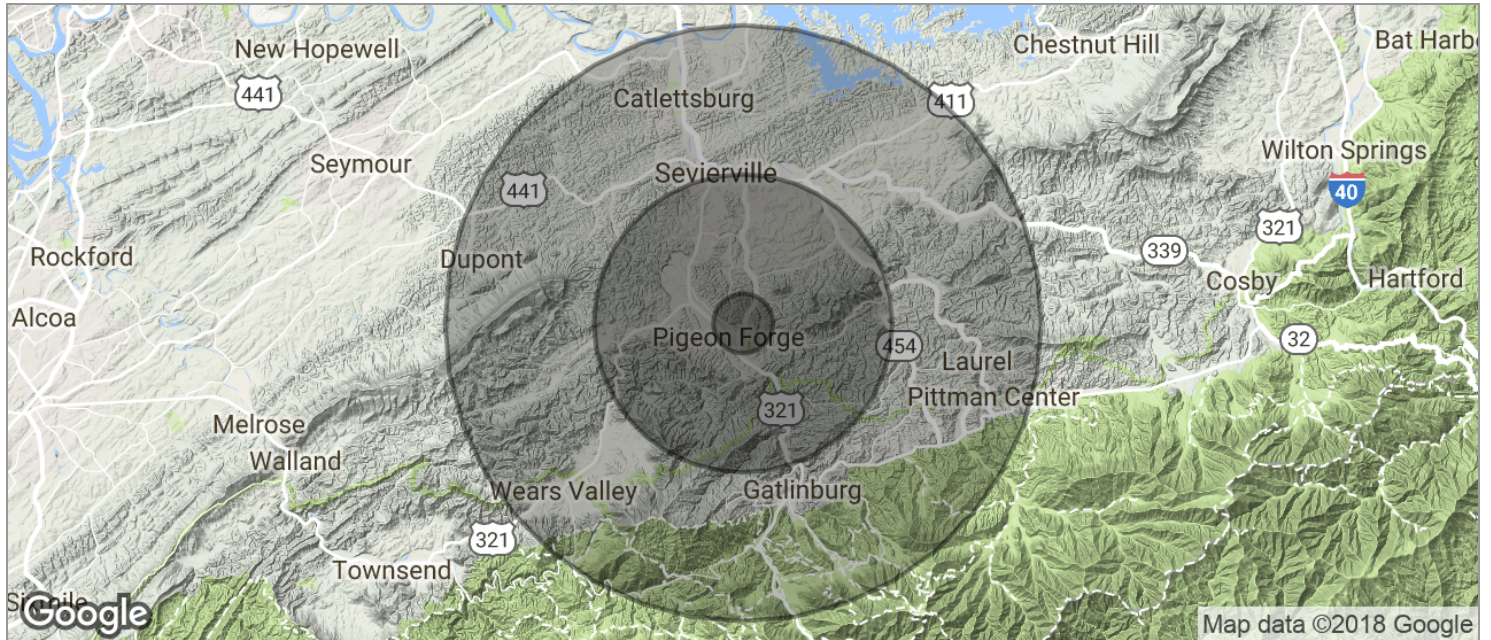 New Hopewell
Chestnut Hill
Bat Harb
441
Catlettsburg
411
Seymour
Wilton Springs
Sevierville
441
40
321
Rockford
Dupont
339
Cosby
Hartford
Alcoa
Pigeon Forge
454
32
Laurel
Pittman Center
321
Melrose
Walland
Wears Valley
Gatlinburg
321
Townsend
Google
Map data ©2018 Google